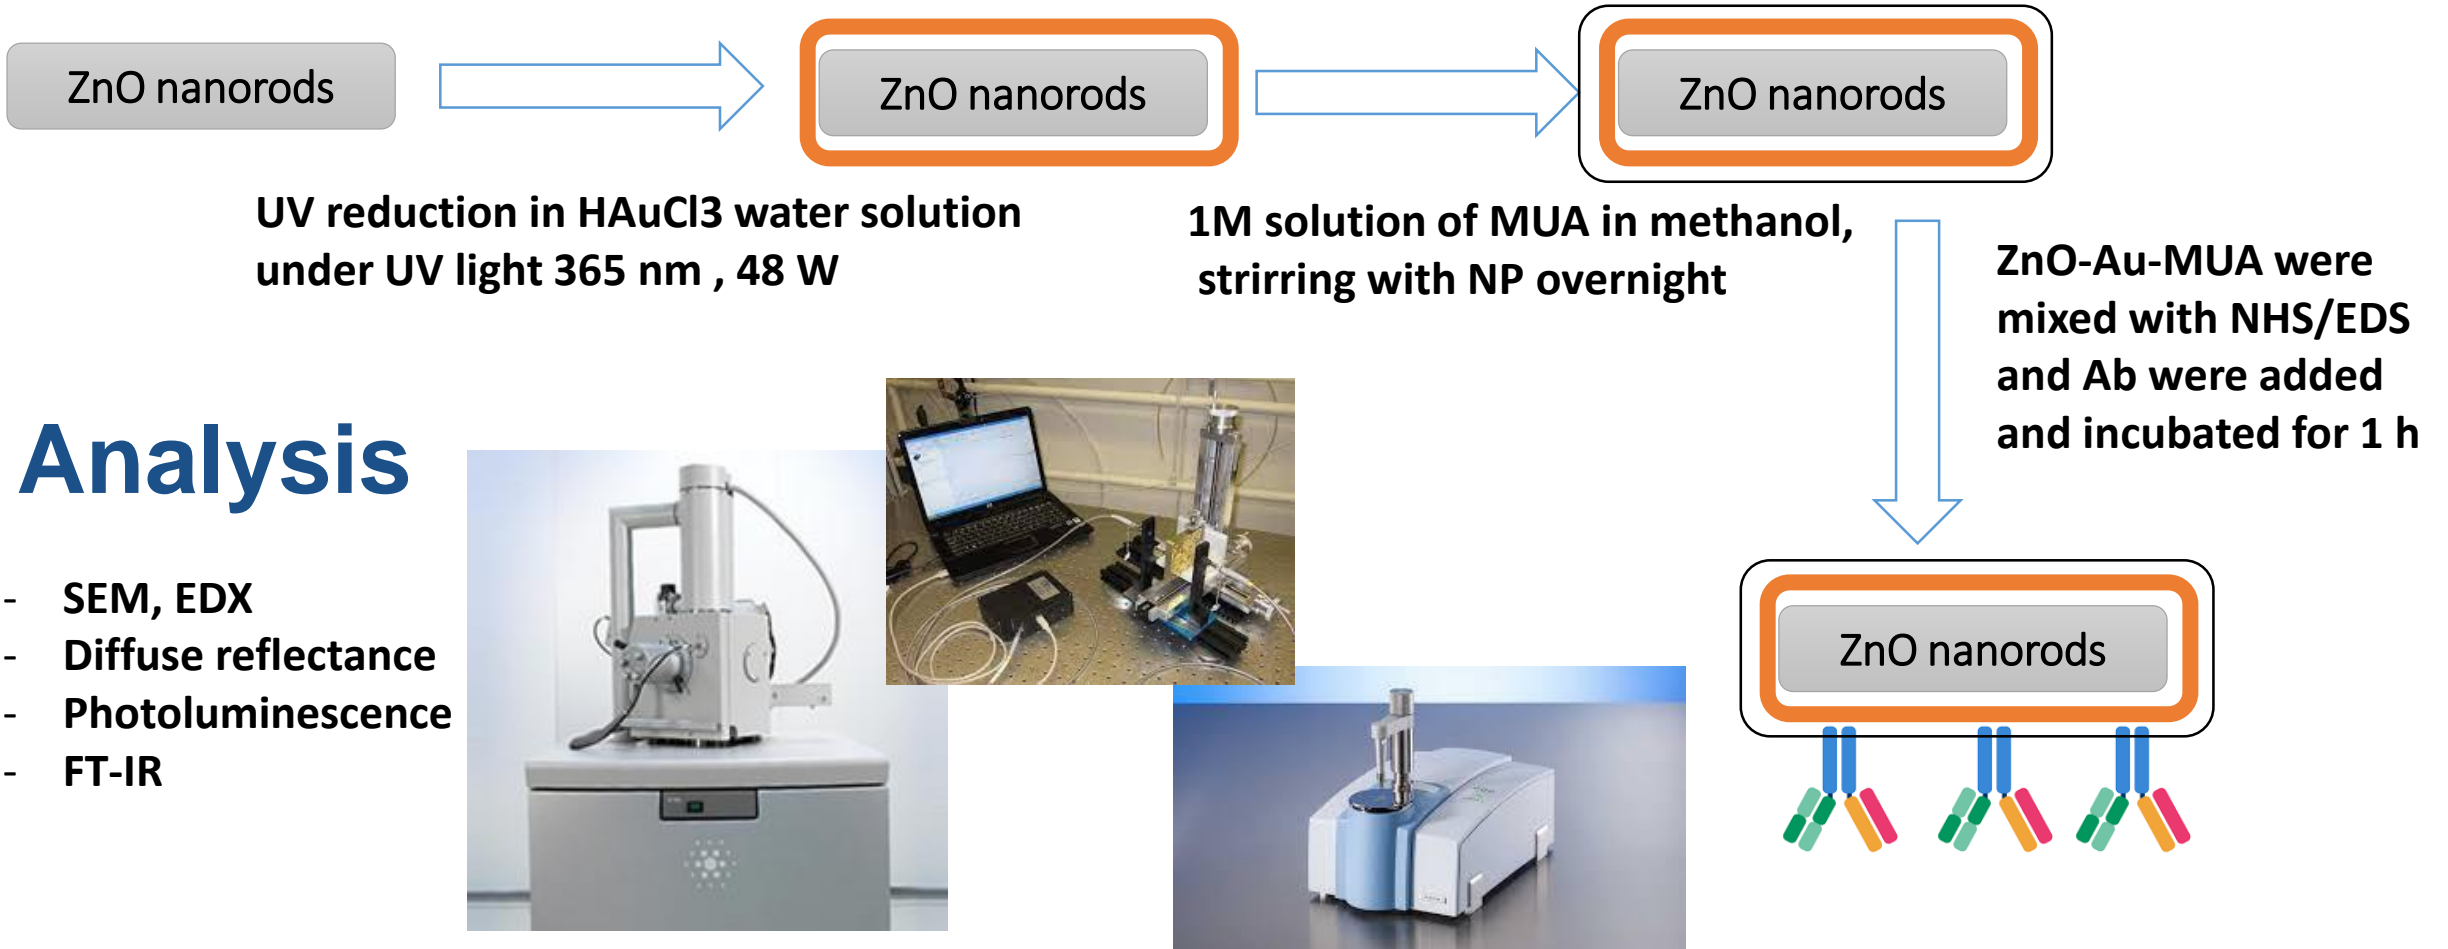 ZnO nanorods
ZnO nanorods
ZnO nanorods
UV reduction in HAuCl3 water solution
under UV light 365 nm , 48 W
1M solution of MUA in methanol,
strirring with NP overnight
ZnO-Au-MUA were
mixed with NHS/EDS
and Ab were added
and incubated for 1 h
Analysis
- SEM, EDX
- Diffuse reflectance
- Photoluminescence
- FT-IR
ZnO nanorods